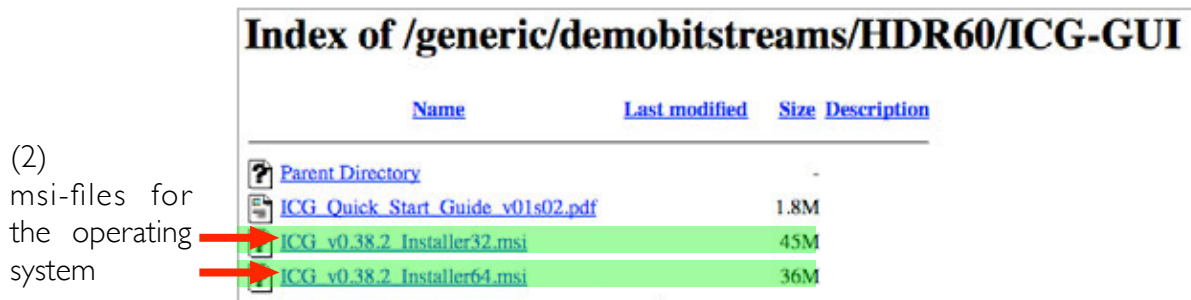 Index of /generic/demobitstreams/HDR60/ICG-GUI
Name Last modified Size Description
(2)
msi-files for
the operating
system
Parent Directory -
ICG_Quick_Start_Guide_v01s02.pdf 1.8M
ICG_v0.38.2_Installer32.msi 45M
ICG_v0.38.2_Installer64.msi 36M